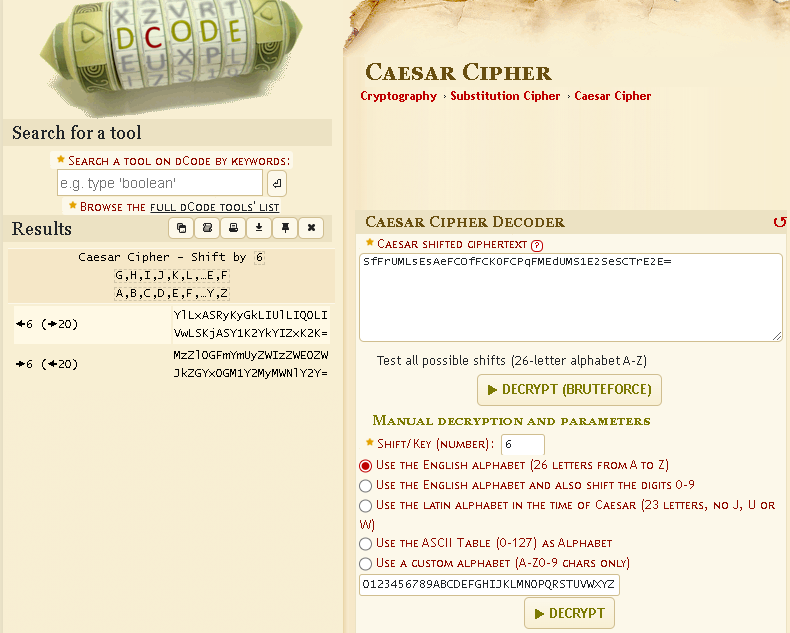 DCODE
Search for a tool
Search a tool on dCode by keywords:
e.g. type 'boolean'
Browse the full dCode tools' list
Results
Caesar Cipher - Shift by 6
G,H,I,J,K,L,…E,F
A,B,C,D,E,F,…Y,Z
🠈6 (🠊20)
YlLxASRyKyGkLIUlLIQ0LI
VwLSKjASY1K2YkYIZxK2K=
🠊6 (🠈20)
MzZlOGFmYmUyZWIzZWE0ZW
JkZGYxOGM1Y2MyMWNlY2Y=
Caesar Cipher
Cryptography › Substitution Cipher › Caesar Cipher
Caesar Cipher Decoder
Caesar shifted ciphertext ?
SfFrUMLsEsAeFCOfFCK0FCPqFMEdUMS1E2SeSCTrE2E=
Test all possible shifts (26-letter alphabet A-Z)
▶ DECRYPT (BRUTEFORCE)
Manual decryption and parameters
Shift/Key (number): 6
Use the English alphabet (26 letters from A to Z)
Use the English alphabet and also shift the digits 0-9
Use the latin alphabet in the time of Caesar (23 letters, no J, U or
W)
Use the ASCII Table (0-127) as Alphabet
Use a custom alphabet (A-Z0-9 chars only)
0123456789ABCDEFGHIJKLMNOPQRSTUVWXYZ
▶ DECRYPT